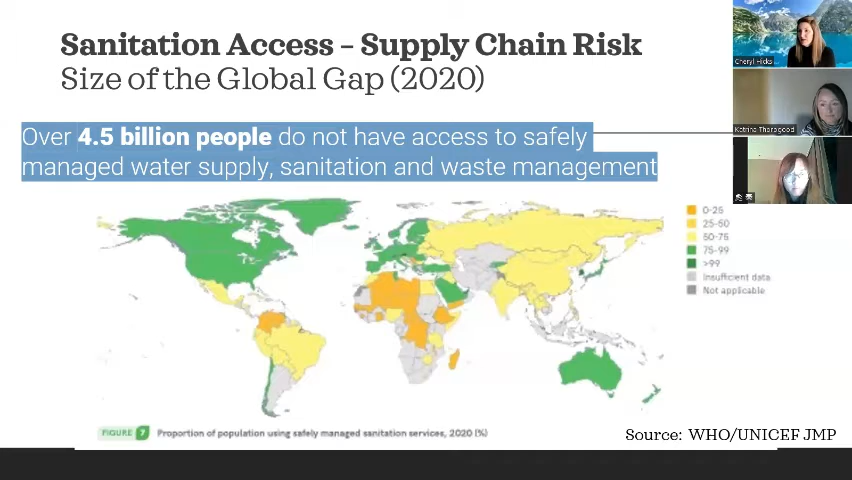 Sanitation Access – Supply Chain Risk
Size of the Global Gap (2020)
Over 4.5 billion people do not have access to safely
managed water supply, sanitation and waste management
Cheryl Hicks
Katrina Thorogood
0-25
25-50
50-75
75-99
>99
Insufficient data
Not applicable
FIGURE 7 Proportion of population using safely managed sanitation services, 2020 (%)
Source: WHO/UNICEF JMP